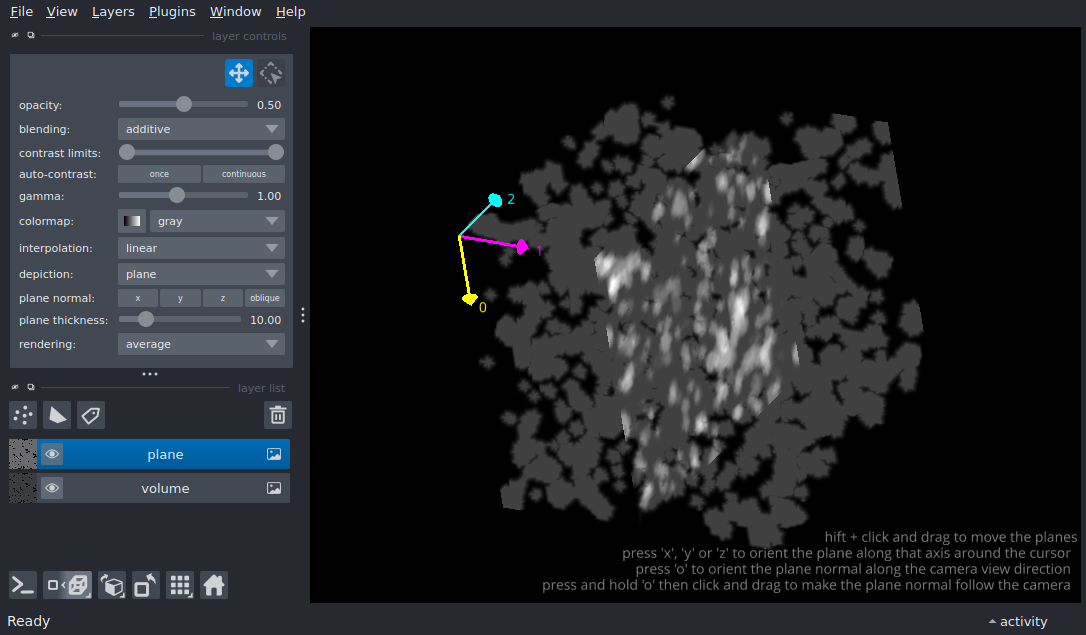 File View Layers Plugins Window Help
layer controls
opacity: 0.50
blending: additive
contrast limits:
auto-contrast: once continuous
gamma: 1.00
colormap: gray
interpolation: linear
depiction: plane
plane normal: x y z oblique
plane thickness: 10.00
rendering: average
layer list
plane
volume
2
1
0
hift + click and drag to move the planes
press 'x', 'y' or 'z' to orient the plane along that axis around the cursor
press 'o' to orient the plane normal along the camera view direction
press and hold 'o' then click and drag to make the plane normal follow the camera
Ready activity